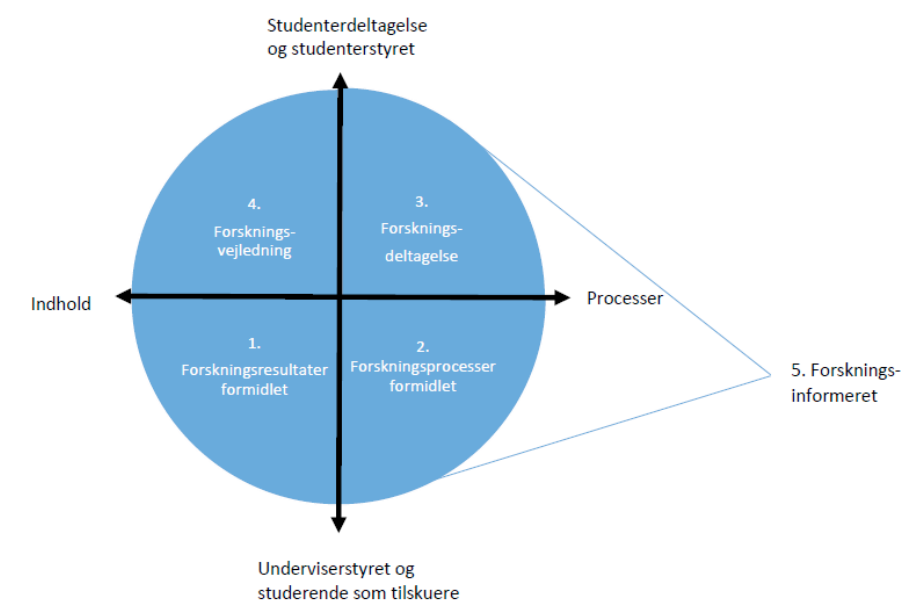 Studenterdeltagelse
og studenterstyret
4.
Forsknings-
vejledning
3.
Forsknings-
deltagelse
Indhold
Processer
1.
Forskningsresultater
formidlet
2.
Forskningsprocesser
formidlet
5. Forsknings-
informeret
Underviserstyret og
studerende som tilskuere